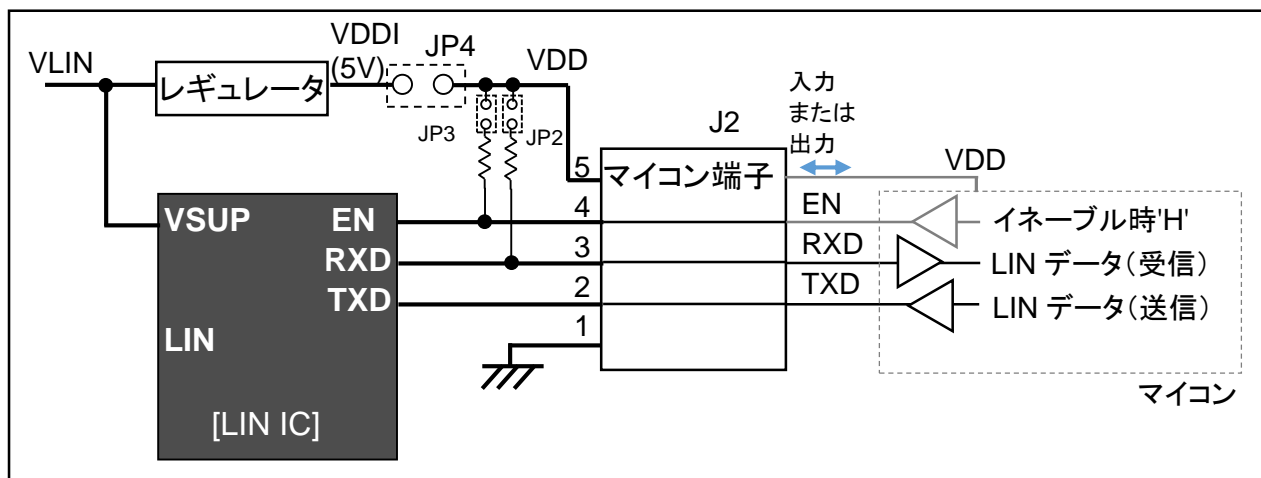 VLIN
レギュレータ
VDDI
(5V)
JP4
VDD
JP3
JP2
J2
入力
または
出力
VDD
5
マイコン端子
4
3
2
1
VSUP
EN
RXD
TXD
LIN
[LIN IC]
EN
RXD
TXD
イネーブル時'H'
LIN データ(受信)
LIN データ(送信)
マイコン